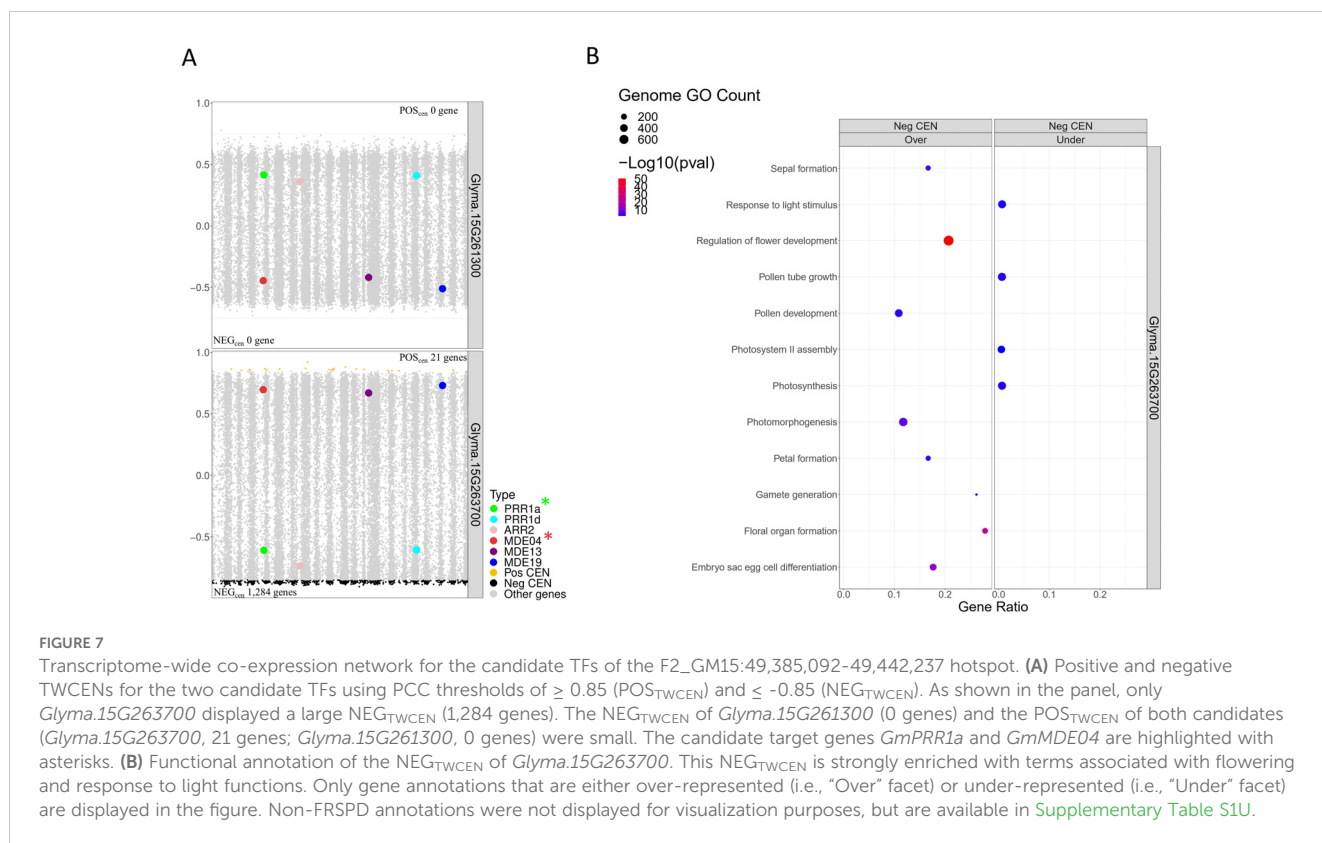 A
1.0
POScen 0 gene
0.5
0.0
−0.5
NEGcen 0 gene
Glyma.15G261300
1.0
POScen 21 genes
0.5
0.0
−0.5
NEGcen 1,284 genes
Glyma.15G263700
Type
PRR1a *
PRR1d
ARR2
MDE04 *
MDE13
MDE19
Pos CEN
Neg CEN
Other genes
B
Genome GO Count
200
400
600
−Log10(pval)
50
40
30
20
10
Neg CEN
Neg CEN
Over
Under
Sepal formation
Response to light stimulus
Regulation of flower development
Pollen tube growth
Pollen development
Photosystem II assembly
Photosynthesis
Photomorphogenesis
Petal formation
Gamete generation
Floral organ formation
Embryo sac egg cell differentiation
Glyma.15G263700
0.0 0.1 0.2 0.0 0.1 0.2
Gene Ratio
FIGURE 7
Transcriptome-wide co-expression network for the candidate TFs of the F2_GM15:49,385,092-49,442,237 hotspot. (A) Positive and negative
TWCENs for the two candidate TFs using PCC thresholds of ≥ 0.85 (POSTWCEN) and ≤ -0.85 (NEGTWCEN). As shown in the panel, only
Glyma.15G263700 displayed a large NEGTWCEN (1,284 genes). The NEGTWCEN of Glyma.15G261300 (0 genes) and the POSTWCEN of both candidates
(Glyma.15G263700, 21 genes; Glyma.15G261300, 0 genes) were small. The candidate target genes GmPRR1a and GmMDE04 are highlighted with
asterisks. (B) Functional annotation of the NEGTWCEN of Glyma.15G263700. This NEGTWCEN is strongly enriched with terms associated with flowering
and response to light functions. Only gene annotations that are either over-represented (i.e., “Over” facet) or under-represented (i.e., “Under” facet)
are displayed in the figure. Non-FRSPD annotations were not displayed for visualization purposes, but are available in Supplementary Table S1U.